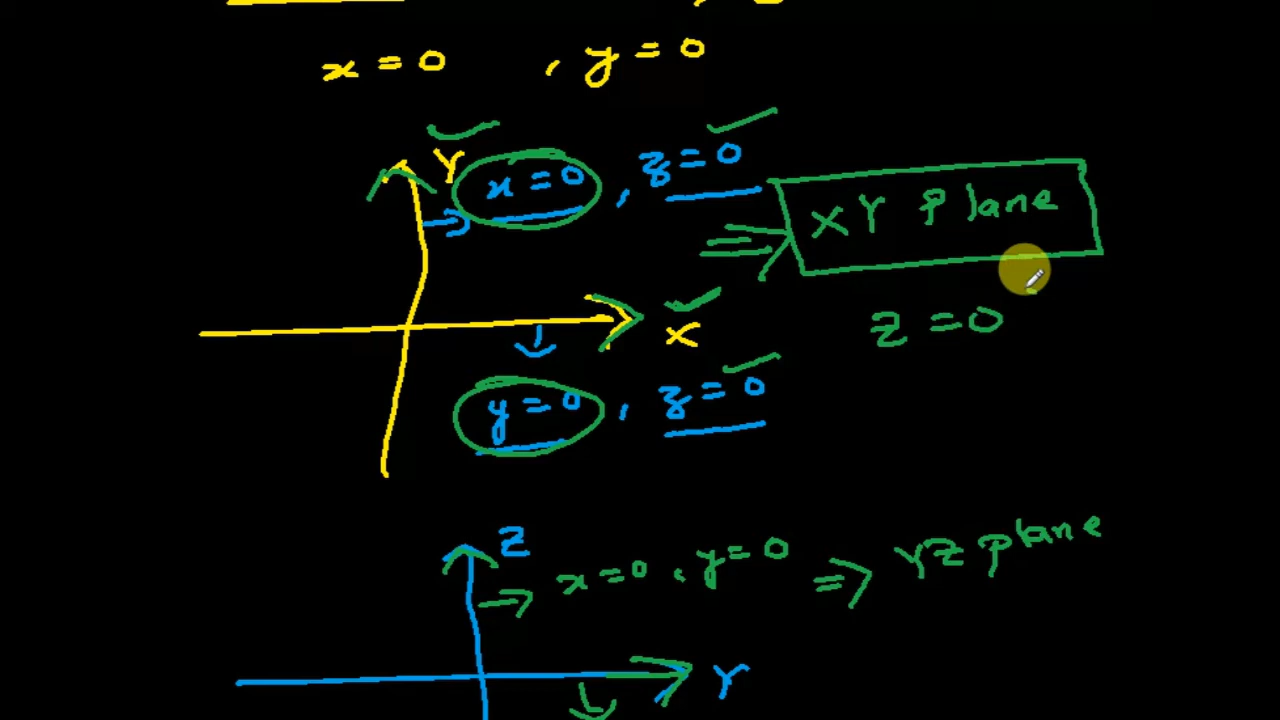 x = 0 , y = 0
Y x = 0 , z = 0
XY Plane
X z = 0
y = 0 , z = 0
Z
x = 0 , y = 0 ⇒ YZ plane
Y